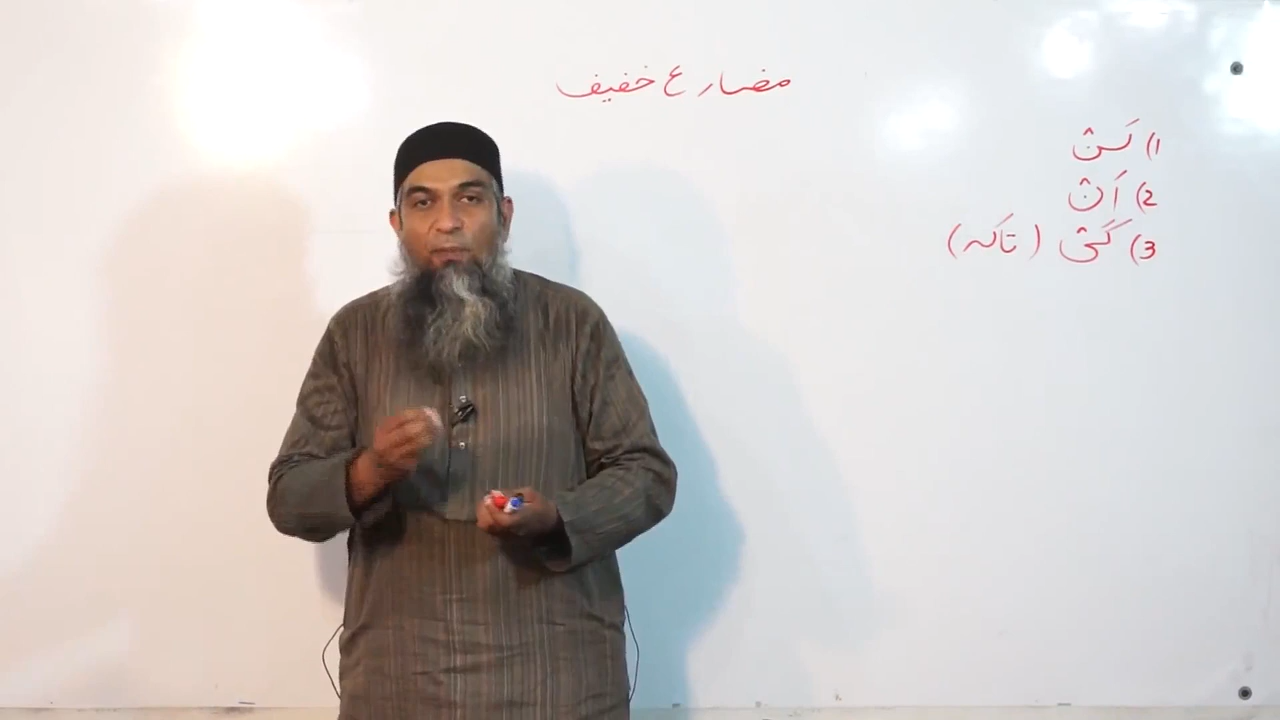 مضارع خفیف
1) لَنْ
2) اَنْ
3) كَیْ (تاکہ)